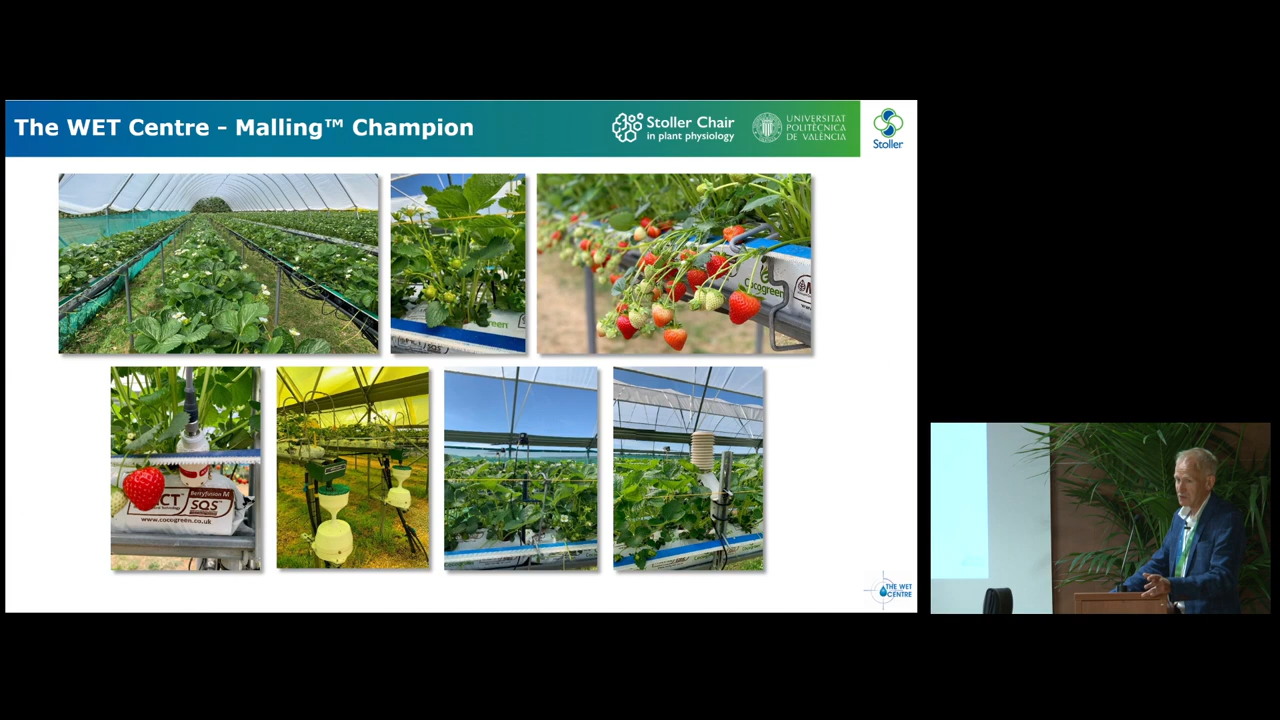 The WET Centre - Malling™ Champion
Stoller Chair
in plant physiology
UNIVERSITAT
POLITÈCNICA
DE VALÈNCIA
Stoller
Cocogreen
Berryfusion M
SQS
www.cocogreen.co.uk
THE WET
CENTRE